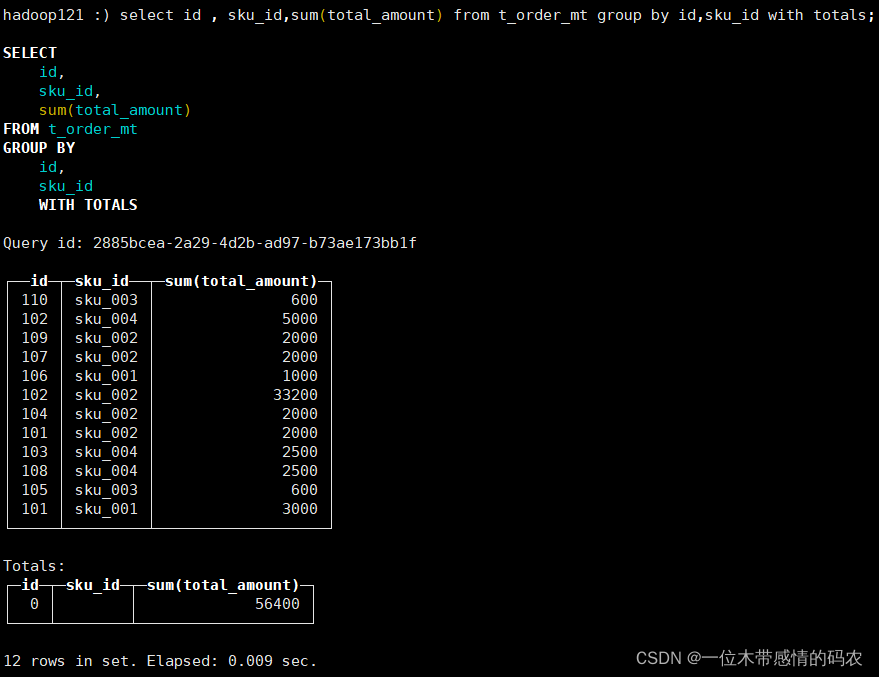 hadoop121 :) select id , sku_id,sum(total_amount) from t_order_mt group by id,sku_id with totals;
SELECT
id,
sku_id,
sum(total_amount)
FROM t_order_mt
GROUP BY
id,
sku_id
WITH TOTALS
Query id: 2885bcea-2a29-4d2b-ad97-b73ae173bb1f
id sku_id sum(total_amount)
110 sku_003 600
102 sku_004 5000
109 sku_002 2000
107 sku_002 2000
106 sku_001 1000
102 sku_002 33200
104 sku_002 2000
101 sku_002 2000
103 sku_004 2500
108 sku_004 2500
105 sku_003 600
101 sku_001 3000
Totals:
id sku_id sum(total_amount)
0 56400
12 rows in set. Elapsed: 0.009 sec.
CSDN @一位木带感情的码农